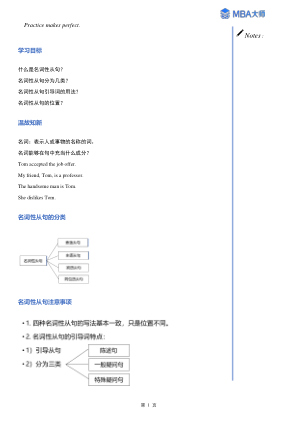 MBA大师
Practice makes perfect.
Notes :
学习目标
什么是名词性从句？
名词性从句分为几类？
名词性从句引导词的用法？
名词性从句的位置？
温故知新
名词：表示人或事物的名称的词。
名词能够在句中充当什么成分？
Tom accepted the job offer.
My friend, Tom, is a professor.
The handsome man is Tom.
She dislikes Tom.
名词性从句的分类
名词性从句
表语从句
同位语从句
名词性从句注意事项
• 1. 四种名词性从句的写法基本一致，只是位置不同。
• 2. 名词性从句的引导词特点：
• 1）引导从句
• 2）分为三类
陈述句
一般疑问句
特殊疑问句
第 1 页